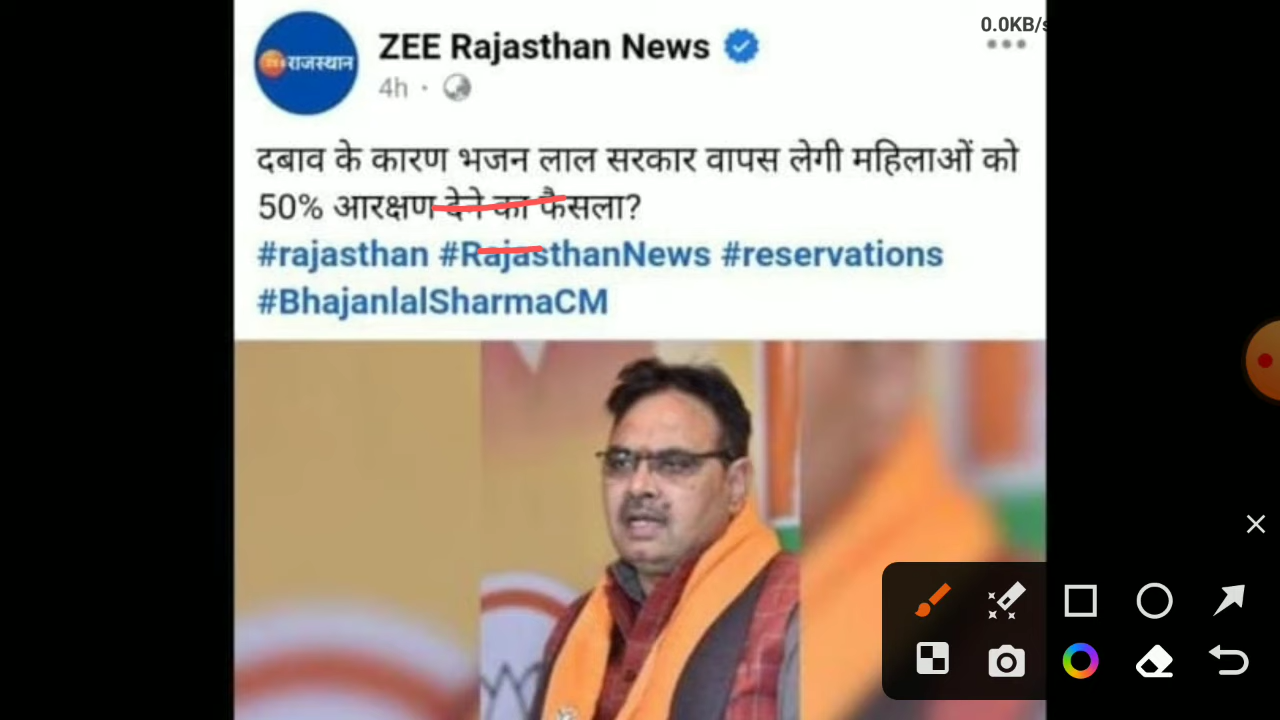 ZEE Rajasthan News
0.0KB/s
राजस्थान
4h
दबाव के कारण भजन लाल सरकार वापस लेगी महिलाओं को
50% आरक्षण देने का फैसला?
#rajasthan #RajasthanNews #reservations
#BhajanlalSharmaCM